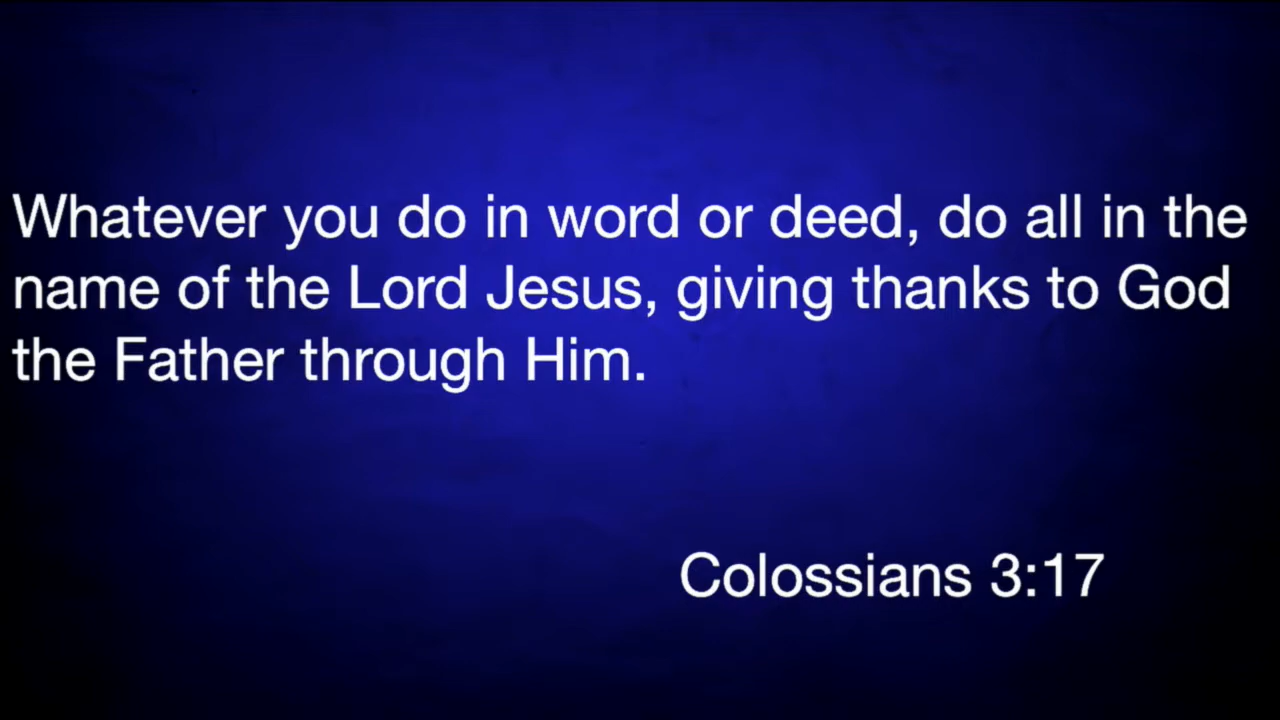 Whatever you do in word or deed, do all in the
name of the Lord Jesus, giving thanks to God
the Father through Him.
Colossians 3:17